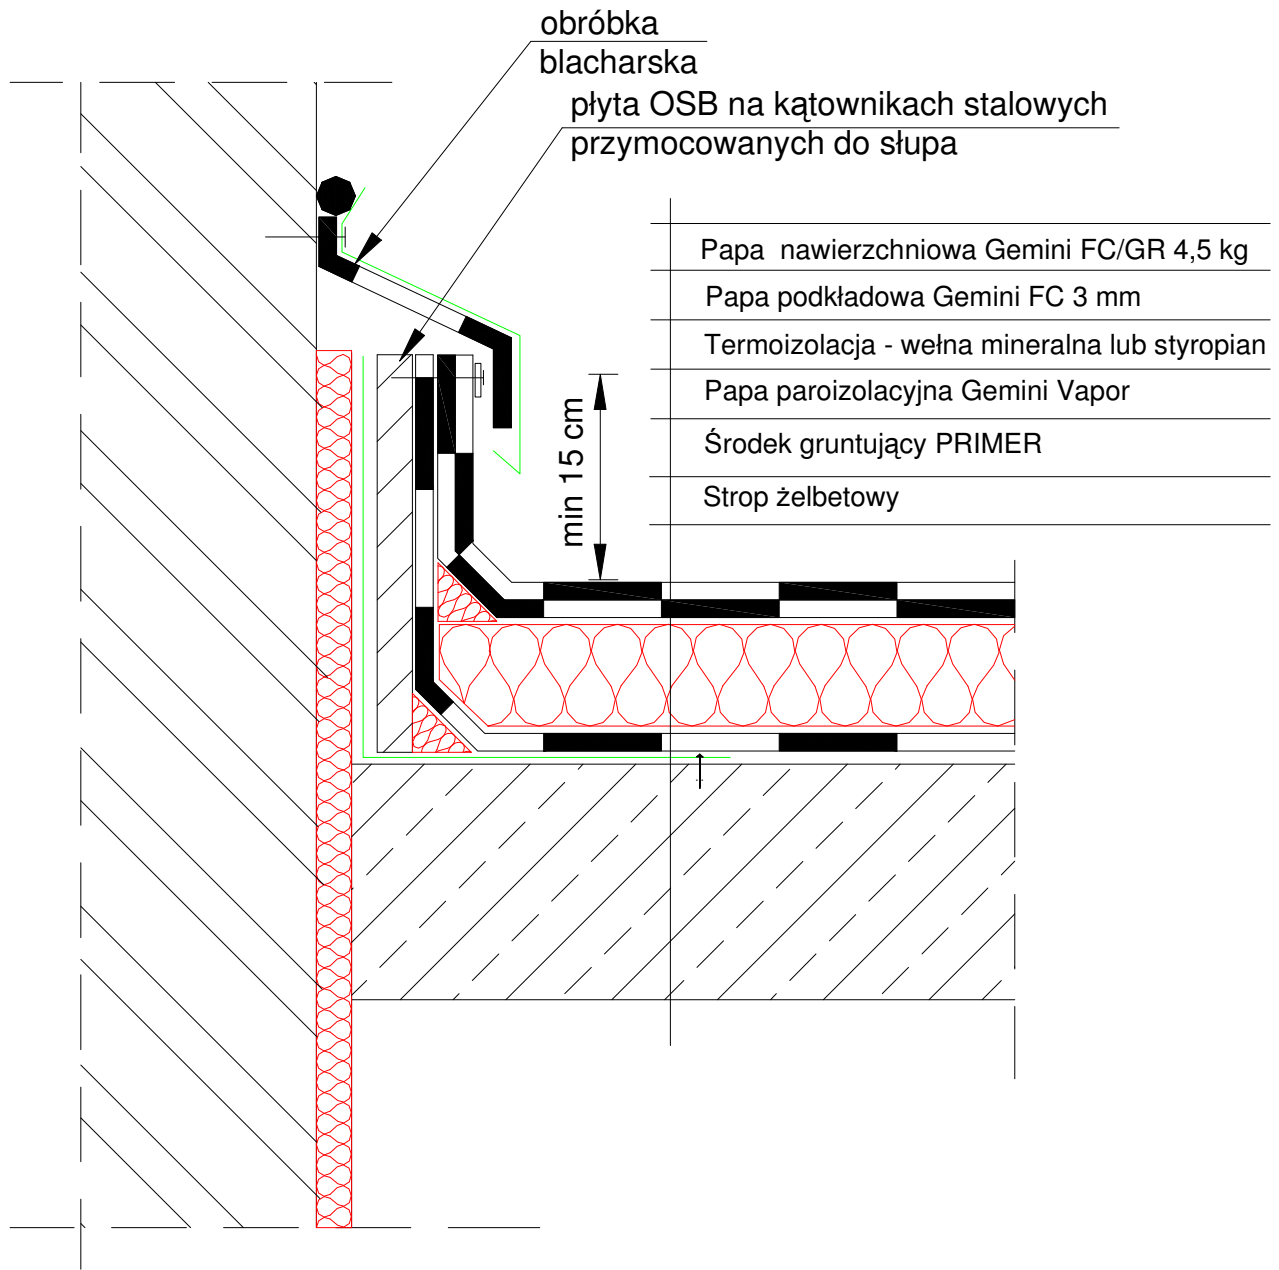 obróbka
blacharska
płyta OSB na kątownikach stalowych
przymocowanych do słupa
Papa nawierzchniowa Gemini FC/GR 4,5 kg
Papa podkładowa Gemini FC 3 mm
Termoizolacja - wełna mineralna lub styropian
Papa paroizolacyjna Gemini Vapor
Środek gruntujący PRIMER
Strop żelbetowy
min 15 cm